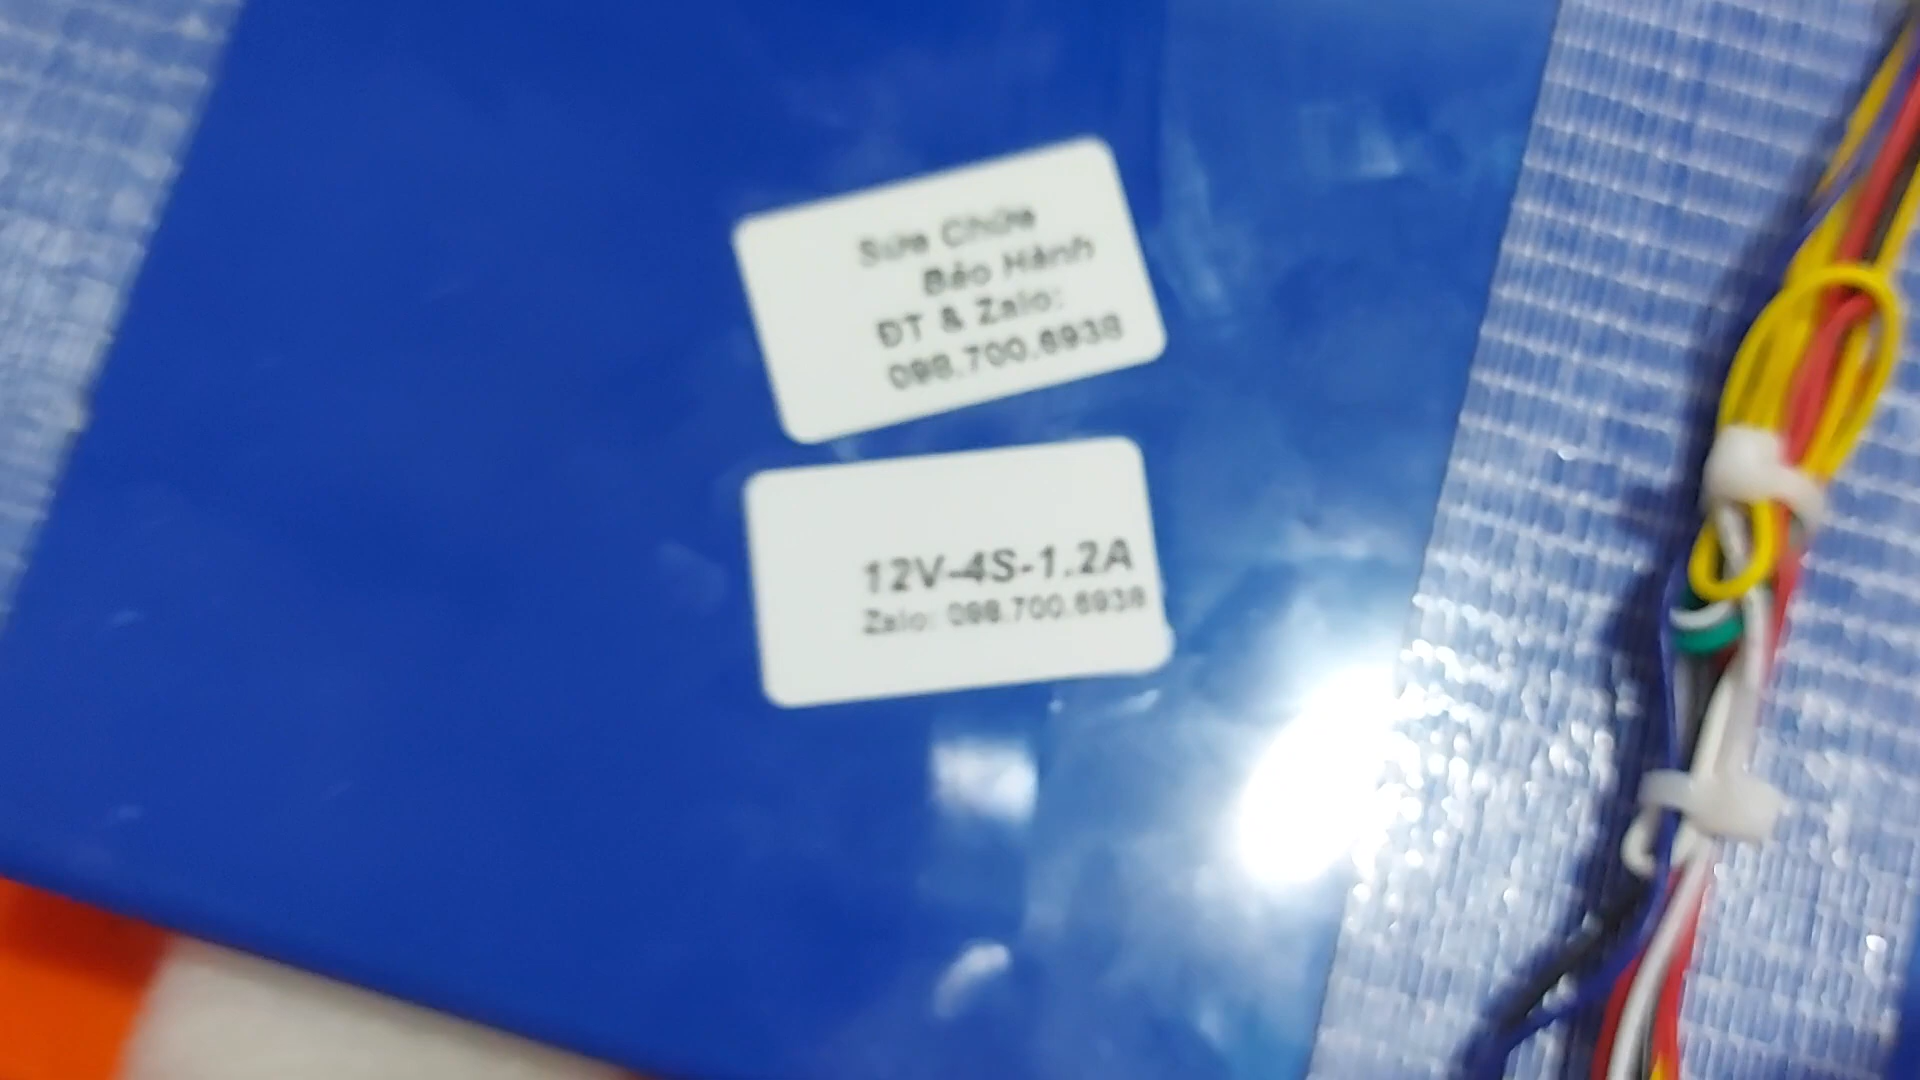 Sửa Chữa
Bảo Hành
ĐT & Zalo:
098.700.6938
12V-4S-1.2A
Zalo: 098.700.6938